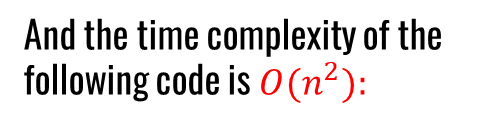 And the time complexity of the
following code is O(n²):